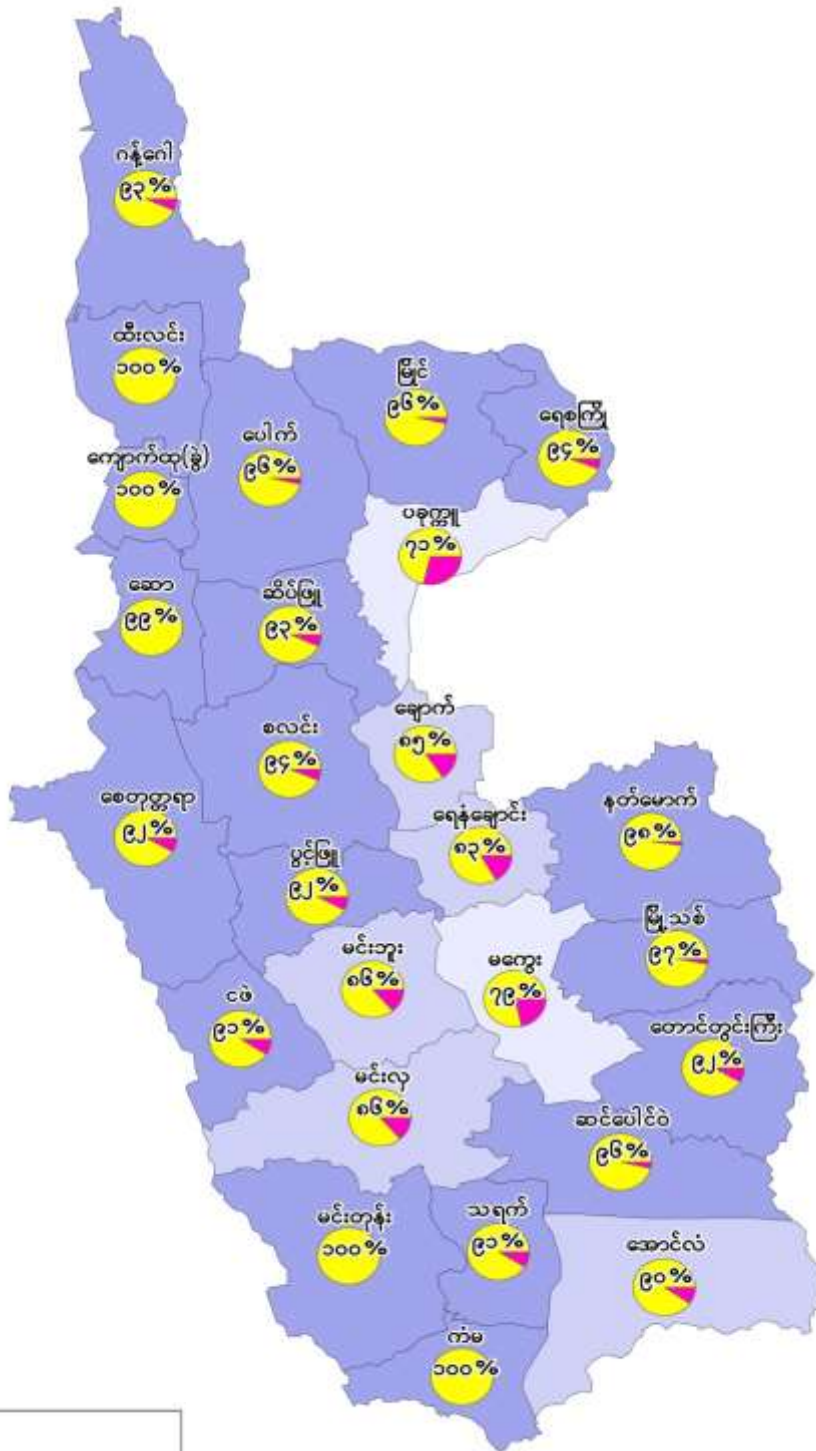 ဂန့်ဂေါ
၉၃%
ထီးလင်း
၁၀၀%
မြိုင်
၉၆%
ရေစကြို
၉၄%
ပေါက်
၉၆%
ကျောက်ထု(ခွဲ)
၁၀၀%
ပခုက္ကူ
၇၁%
ဆော
၉၉%
ဆိပ်ဖြူ
၉၃%
ချောက်
၈၅%
စလင်း
၉၄%
စေတုတ္တရာ
၉၂%
ရေနံချောင်း
၈၃%
နတ်မောက်
၉၈%
ပွင့်ဖြူ
၉၂%
မြို့သစ်
၉၇%
မင်းဘူး
၈၆%
မကွေး
၇၉%
ငဖဲ
၉၁%
တောင်တွင်းကြီး
၉၂%
မင်းလှ
၈၆%
ဆင်ပေါင်ဝဲ
၉၆%
မင်းတုန်း
၁၀၀%
သရက်
၉၁%
အောင်လံ
၉၀%
ကံမ
၁၀၀%